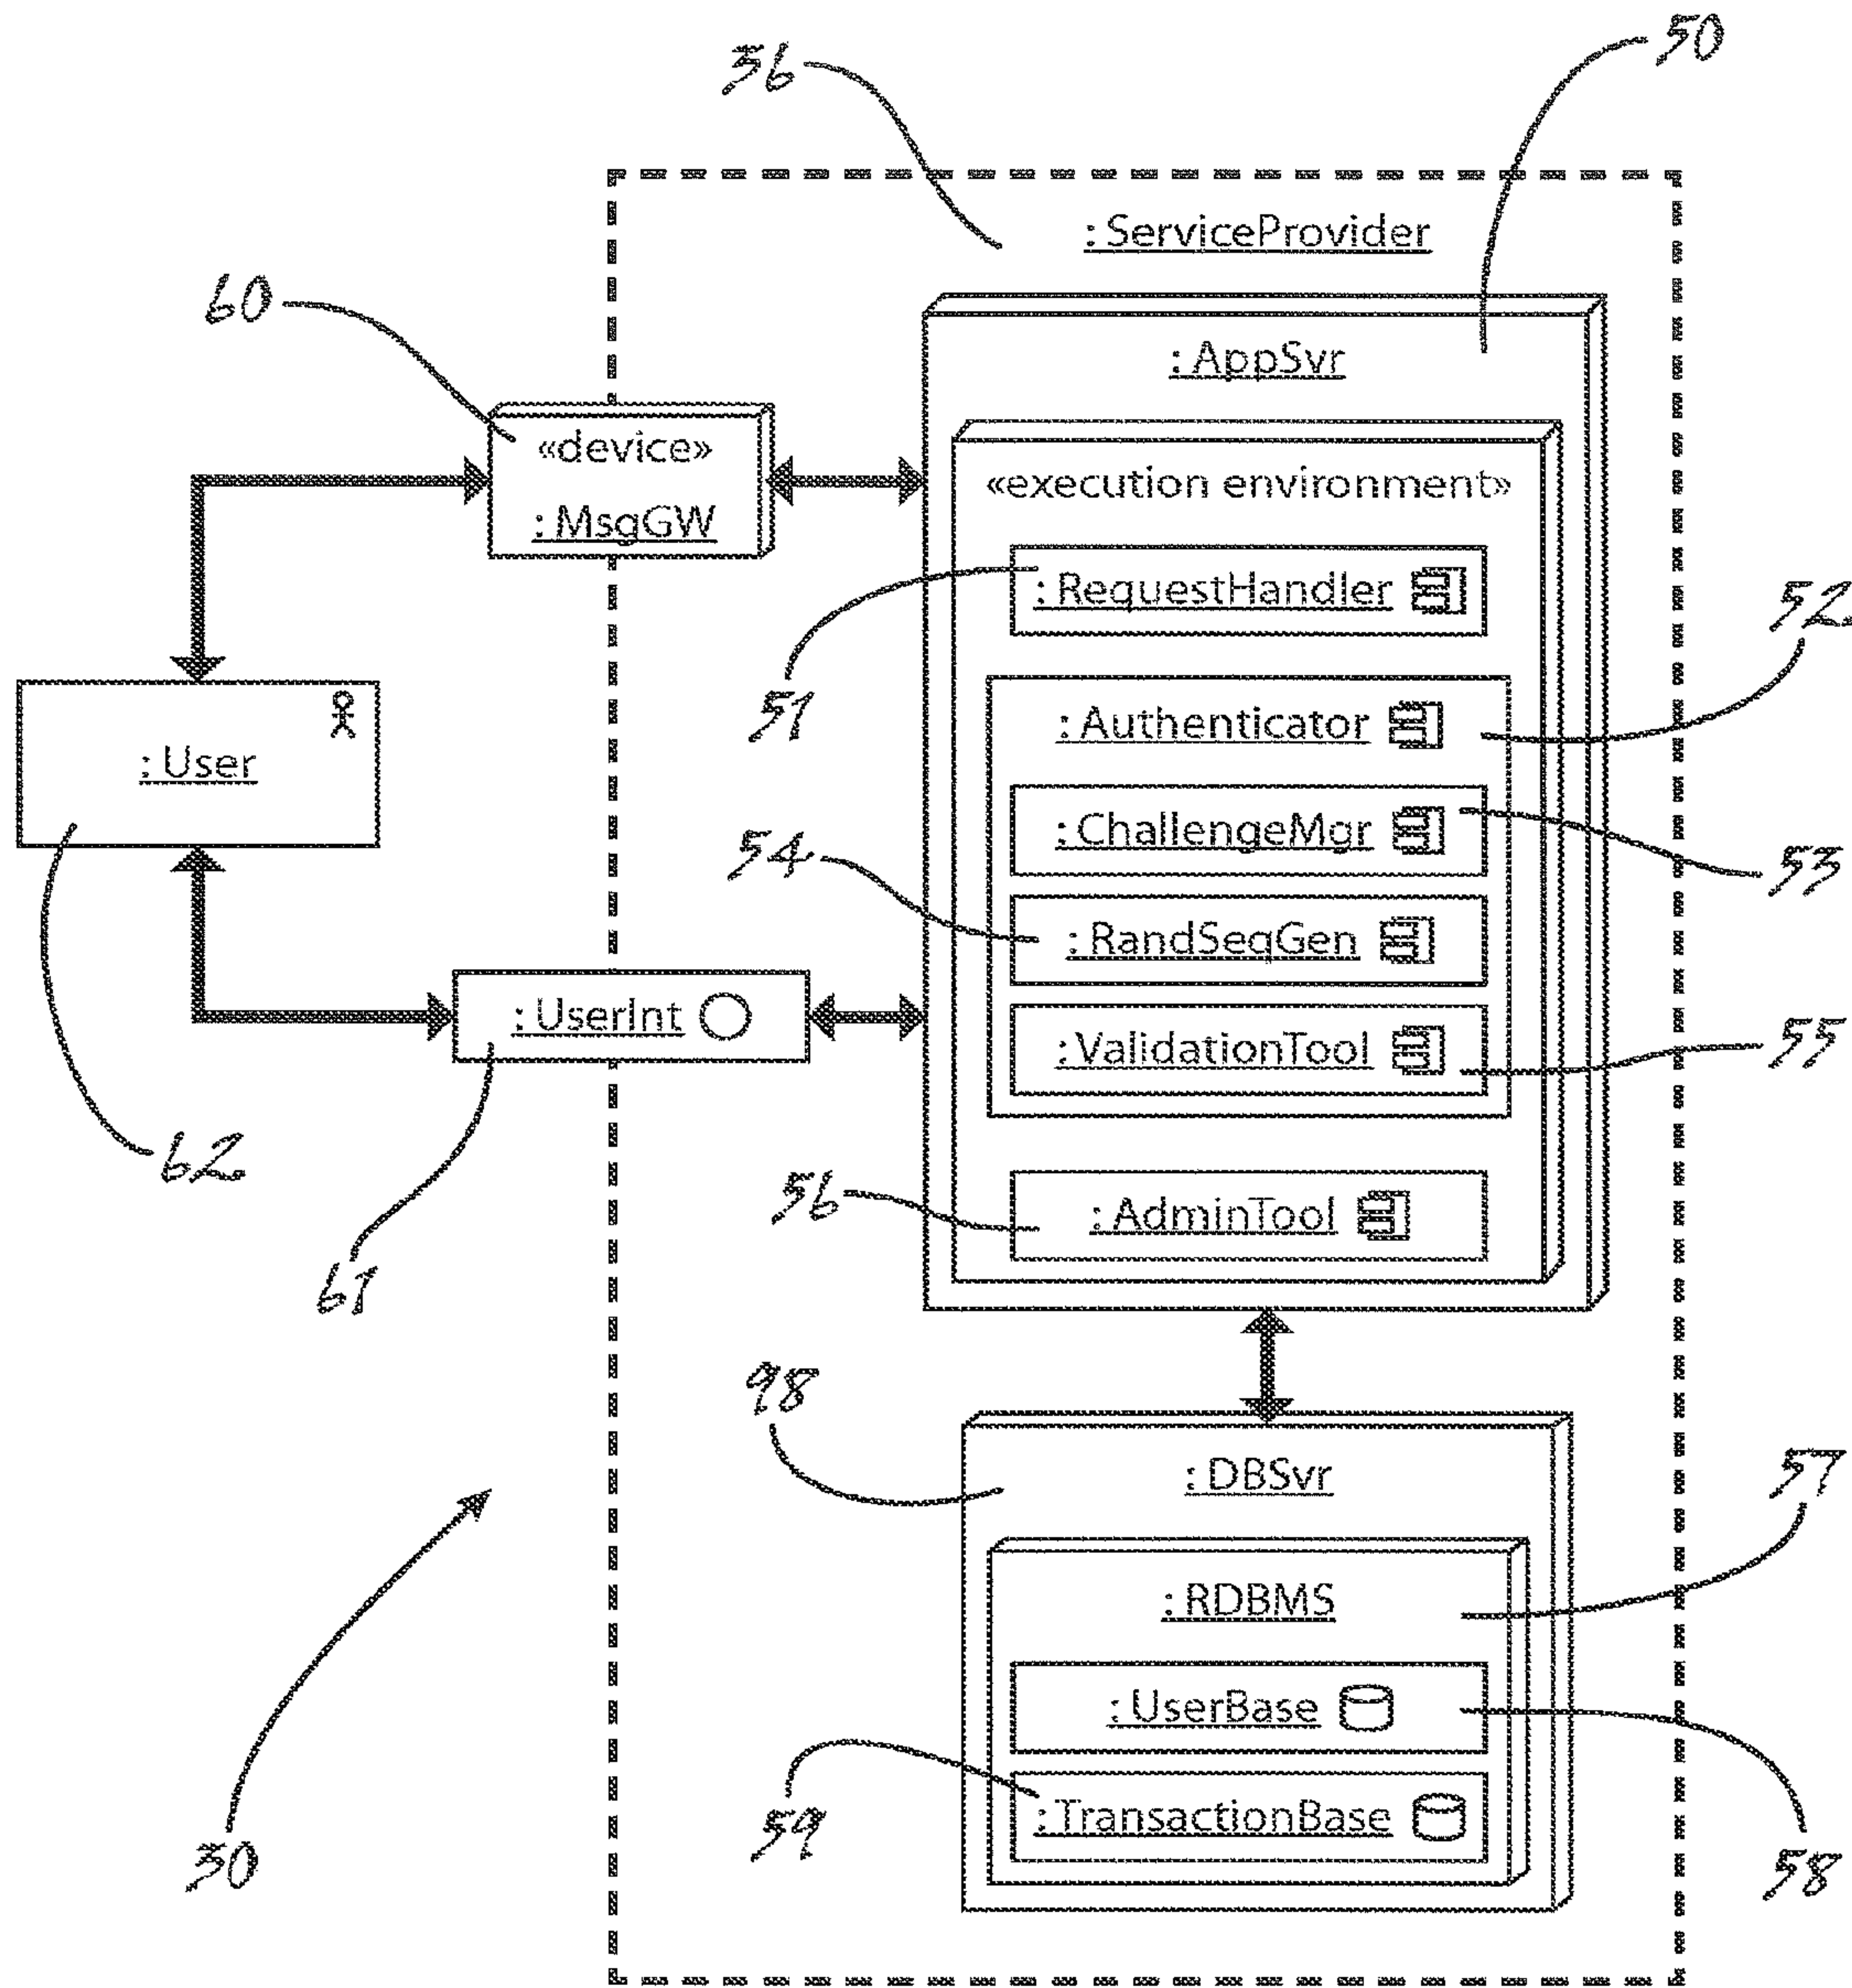 50
36
: ServiceProvider
60
: AppSvr
«device»
: MsgGW
«execution environment»
: RequestHandler
51
52
: User
: Authenticator
: ChallengeMgr
54
53
: RandSeqGen
: UserInt
: ValidationTool
55
62
56
: AdminTool
61
98
: DBSvr
57
: RDBMS
: UserBase
59
: TransactionBase
30
58